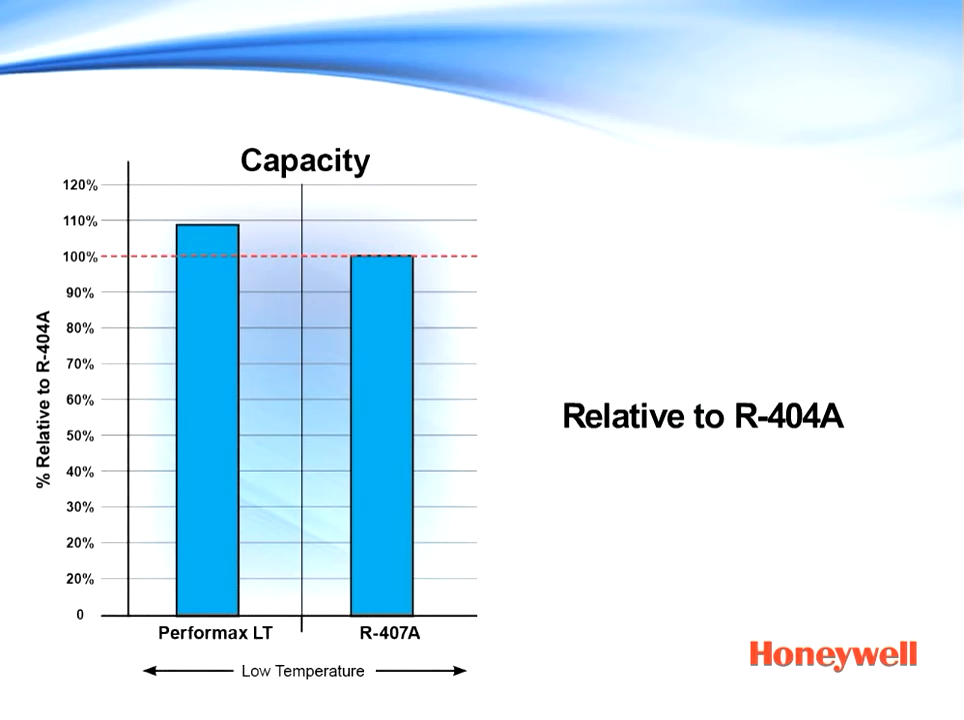 Capacity
120%
110%
100%
90%
80%
70%
60%
50%
40%
30%
20%
20%
0
% Relative to R-404A
Performax LT
R-407A
Low Temperature
Relative to R-404A
Honeywell